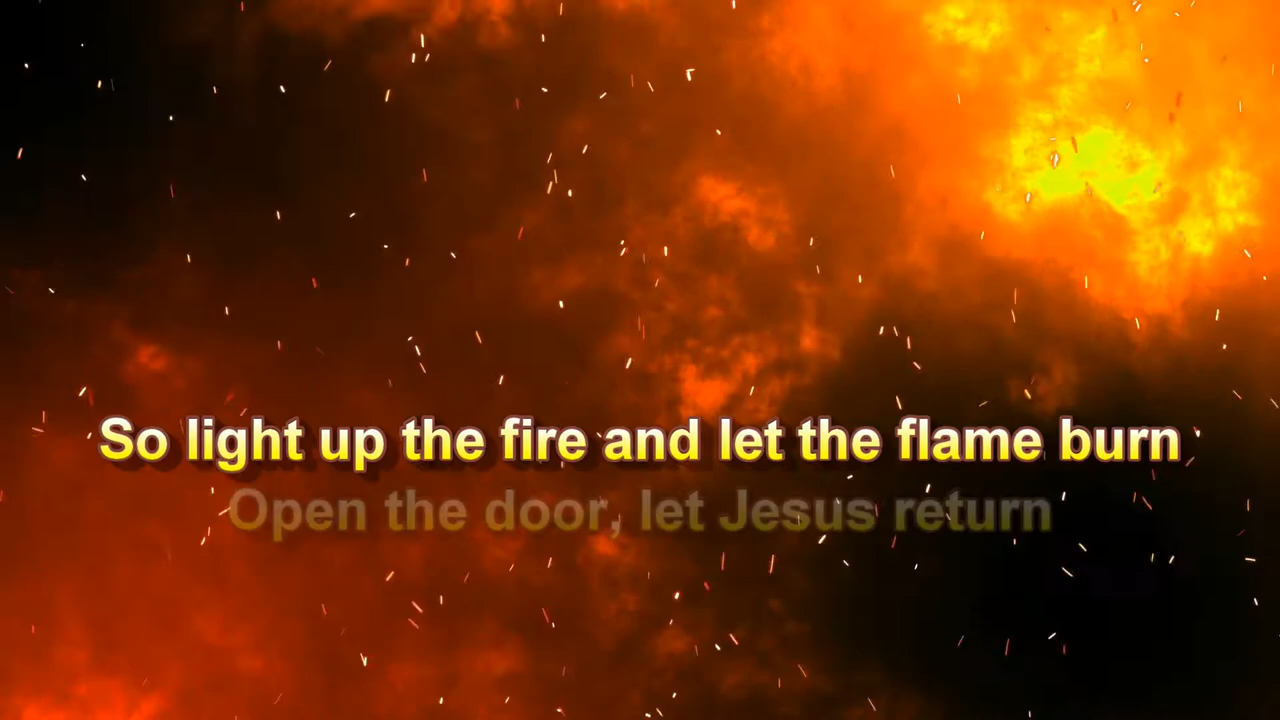 So light up the fire and let the flame burn
Open the door, let Jesus return